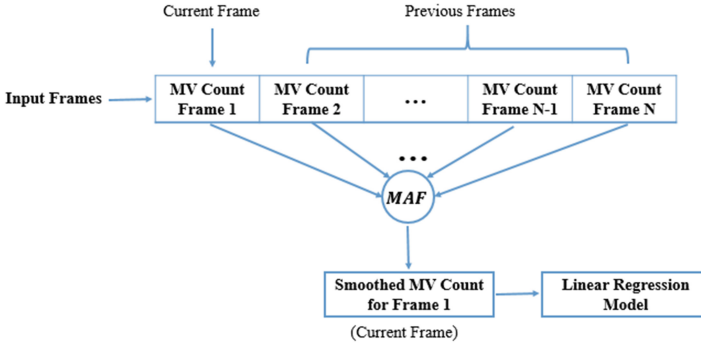 Current Frame
Previous Frames
Input Frames
MV Count
Frame 1
MV Count
Frame 2
...
MV Count
Frame N-1
MV Count
Frame N
...
MAF
Smoothed MV Count
for Frame 1
Linear Regression
Model
(Current Frame)